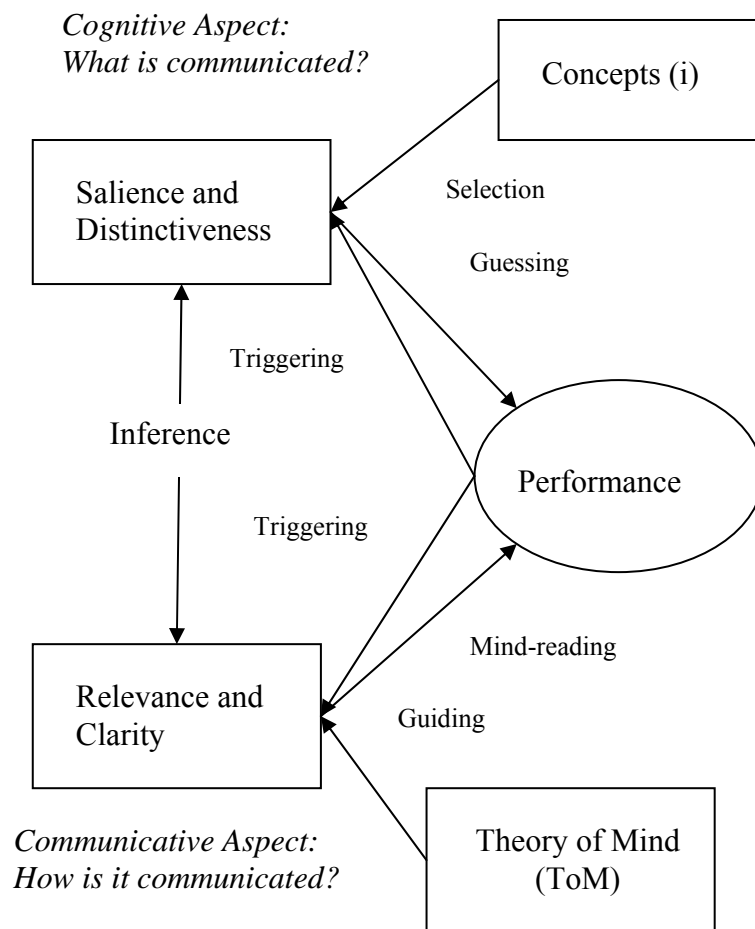 Cognitive Aspect:
What is communicated?
Concepts (i)
Salience and
Distinctiveness
Selection
Guessing
Triggering
Inference
Performance
Triggering
Mind-reading
Relevance and
Clarity
Guiding
Communicative Aspect:
How is it communicated?
Theory of Mind
(ToM)